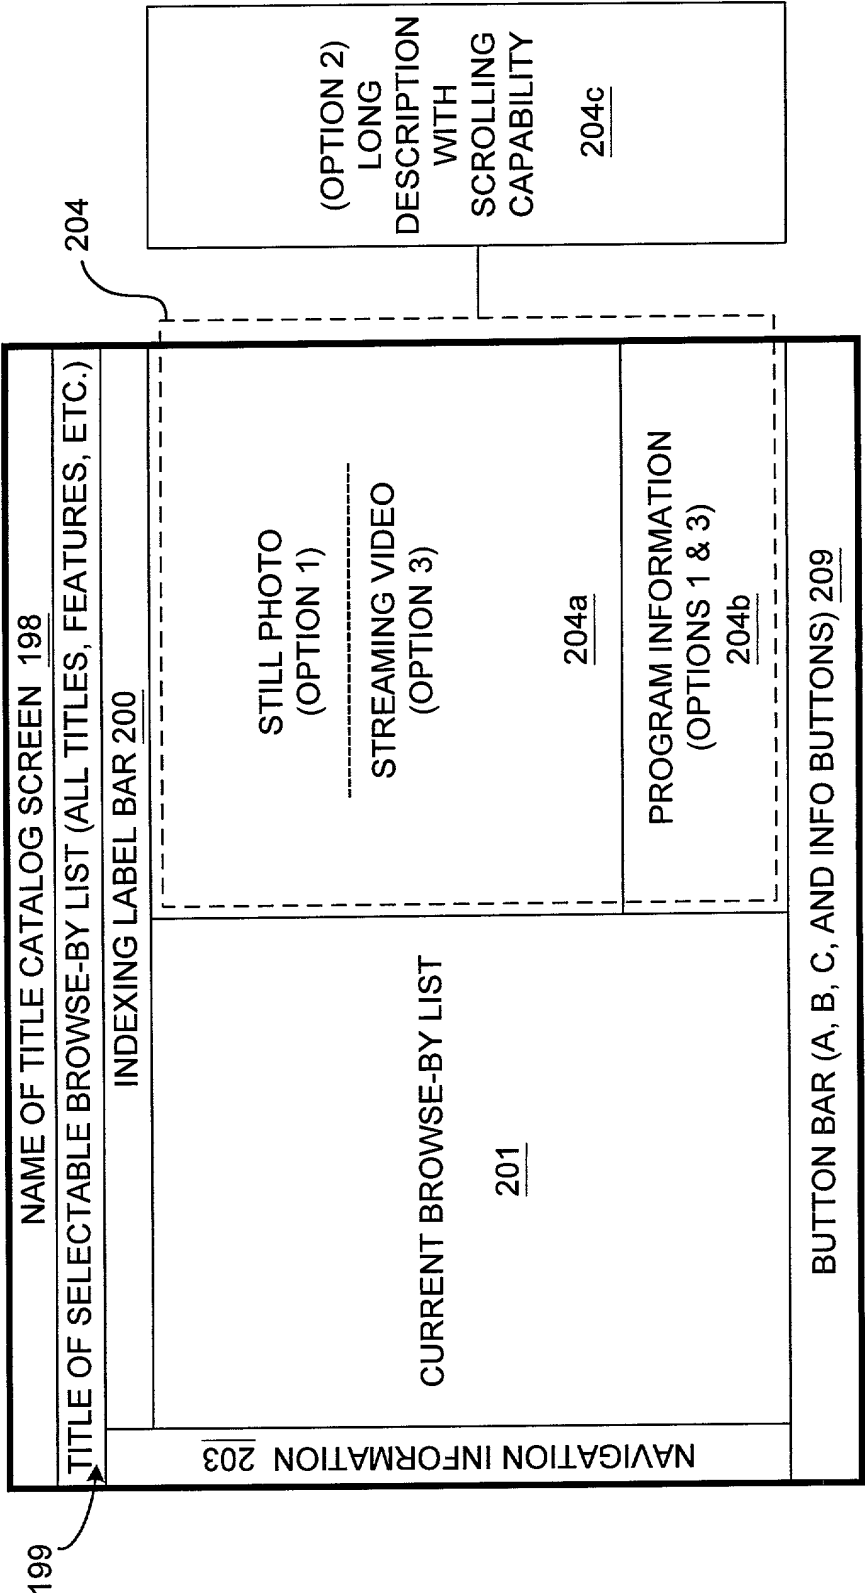 NAME OF TITLE CATALOG SCREEN 198
199
TITLE OF SELECTABLE BROWSE-BY LIST (ALL TITLES, FEATURES, ETC.)
INDEXING LABEL BAR 200
204
NAVIGATION INFORMATION 203
CURRENT BROWSE-BY LIST
201
STILL PHOTO
(OPTION 1)
STREAMING VIDEO
(OPTION 3)
204a
PROGRAM INFORMATION
(OPTIONS 1 & 3)
204b
(OPTION 2)
LONG
DESCRIPTION
WITH
SCROLLING
CAPABILITY
204c
BUTTON BAR (A, B, C, AND INFO BUTTONS) 209